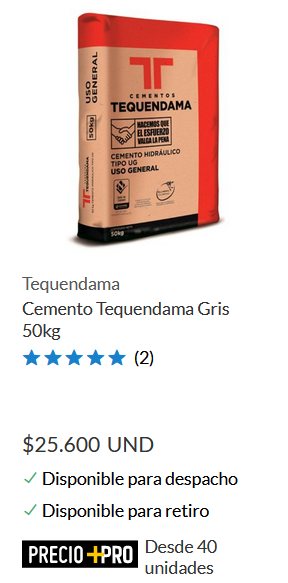 CEMENTOS
TEQUENDAMA
HACEMOS QUE
EL ESFUERZO
VALGA LA PENA
CEMENTO HIDRÁULICO
TIPO UG
USO GENERAL
50kg
USO GENERAL
50kg
TEQUENDAMA
Tequendama
Cemento Tequendama Gris
50kg
(2)
$25.600 UND
Disponible para despacho
Disponible para retiro
PRECIO +PRO Desde 40
unidades